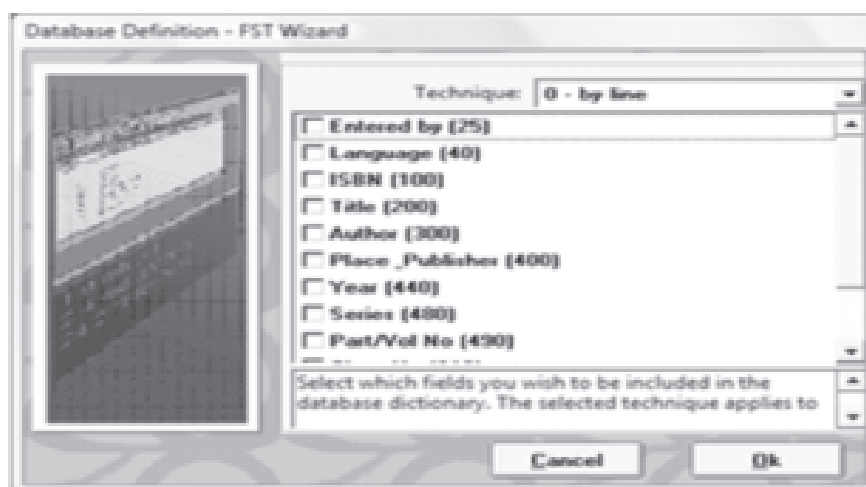 Database Definition - FST Wizard
Technique: 0 - by line
Entered by (25)
Language (40)
ISBN (100)
Title (200)
Author (300)
Place _Publisher (400)
Year (440)
Series (480)
Part/Vol No (490)
Select which fields you wish to be included in the
database dictionary. The selected technique applies to
Cancel Ok